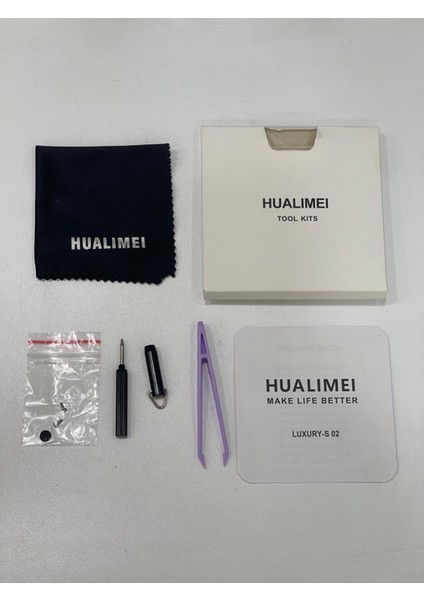 HUALIMEI
HUALIMEI
TOOL KITS
HUALIMEI
MAKE LIFE BETTER
LUXURY-S 02